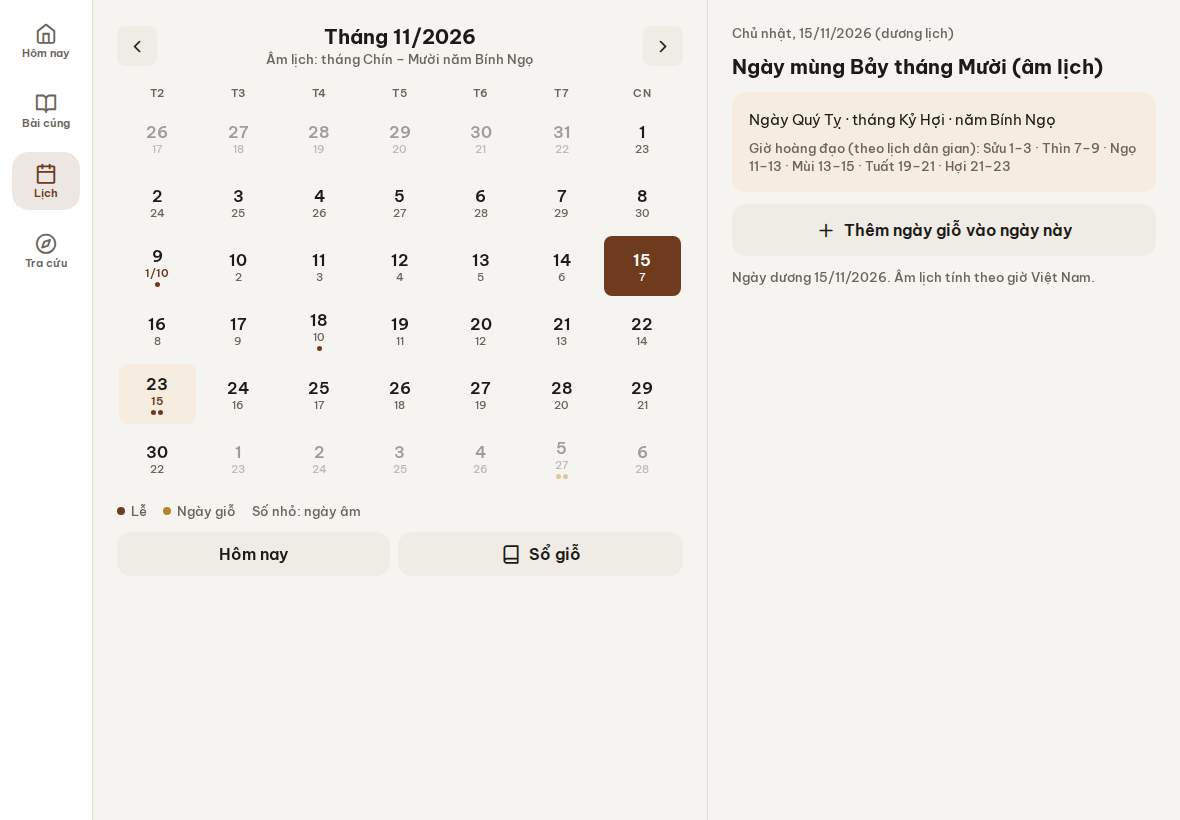 Hôm nay
Bài cúng
Lịch
Tra cứu
Tháng 11/2026
Âm lịch: tháng Chín – Mười năm Bính Ngọ
T2 T3 T4 T5 T6 T7 CN
26 27 28 29 30 31 1
17 18 19 20 21 22 23
2 3 4 5 6 7 8
24 25 26 27 28 29 30
9 10 11 12 13 14 15
1/10 2 3 4 5 6 7
16 17 18 19 20 21 22
8 9 10 11 12 13 14
23 24 25 26 27 28 29
15 16 17 18 19 20 21
30 1 2 3 4 5 6
22 23 24 25 26 27 28
Lễ Ngày giỗ Số nhỏ: ngày âm
Hôm nay
Sổ giỗ
Chủ nhật, 15/11/2026 (dương lịch)
Ngày mùng Bảy tháng Mười (âm lịch)
Ngày Quý Tỵ · tháng Kỷ Hợi · năm Bính Ngọ
Giờ hoàng đạo (theo lịch dân gian): Sửu 1–3 · Thìn 7–9 · Ngọ
11–13 · Mùi 13–15 · Tuất 19–21 · Hợi 21–23
Thêm ngày giỗ vào ngày này
Ngày dương 15/11/2026. Âm lịch tính theo giờ Việt Nam.